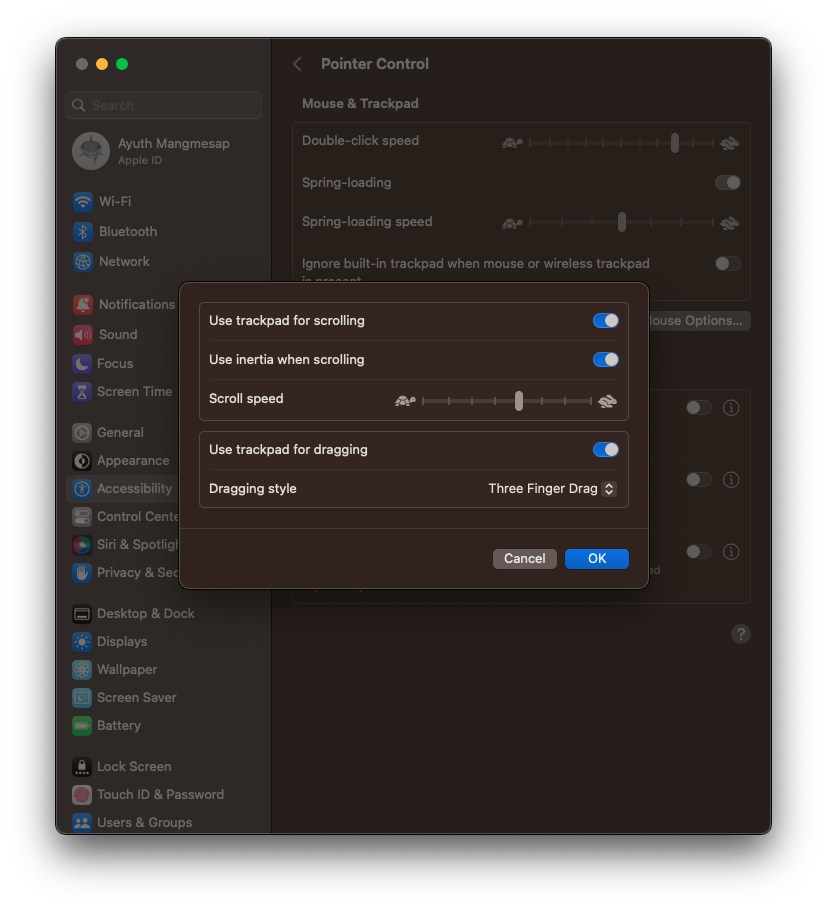 Pointer Control
Search
Ayuth Mangmesap
Apple ID
Wi-Fi
Bluetooth
Network
Notifications
Sound
Focus
Screen Time
General
Appearance
Accessibility
Control Cente
Siri & Spotligh
Privacy & Sec
Desktop & Dock
Displays
Wallpaper
Screen Saver
Battery
Lock Screen
Touch ID & Password
Users & Groups
Mouse & Trackpad
Double-click speed
Spring-loading
Spring-loading speed
Ignore built-in trackpad when mouse or wireless trackpad
is present
Mouse Options...
Use trackpad for scrolling
Use inertia when scrolling
Scroll speed
Use trackpad for dragging
Dragging style Three Finger Drag
Cancel OK
ad
?